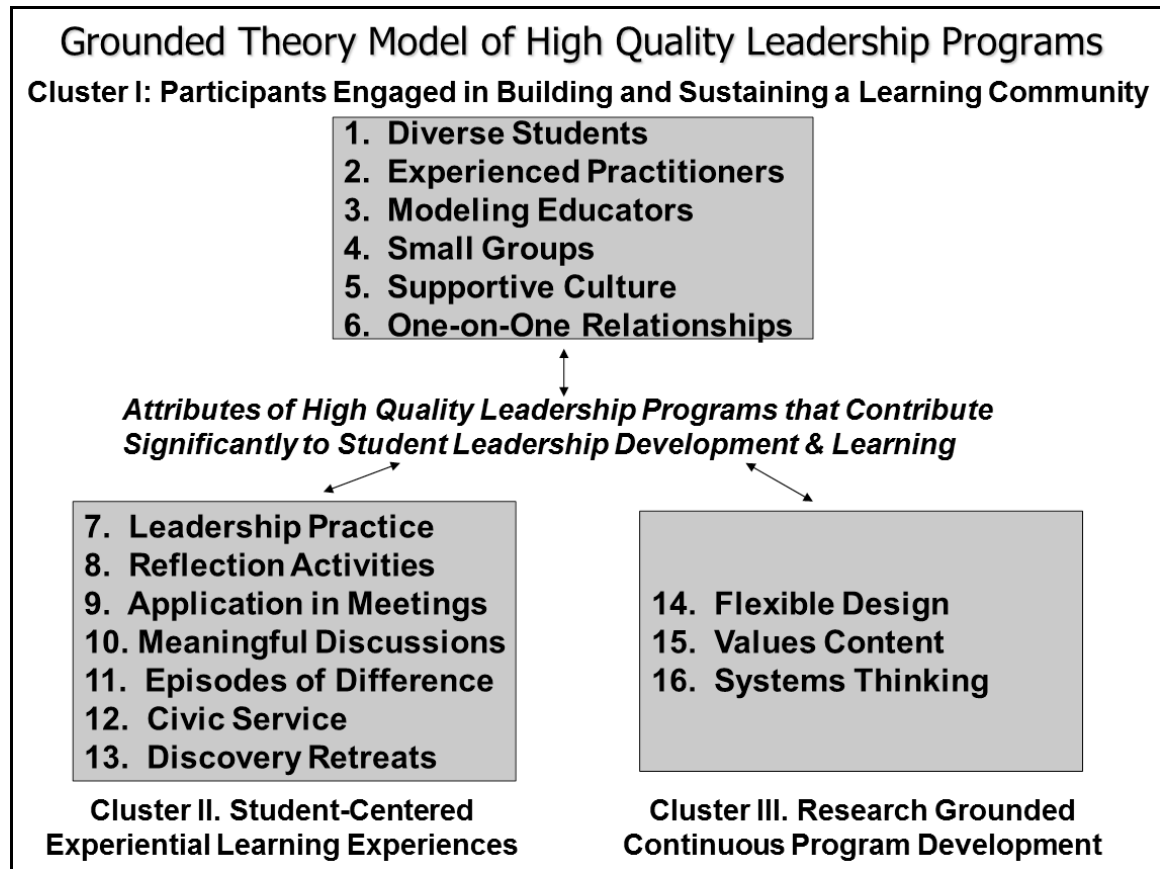 Grounded Theory Model of High Quality Leadership Programs
Cluster I: Participants Engaged in Building and Sustaining a Learning Community
1. Diverse Students
2. Experienced Practitioners
3. Modeling Educators
4. Small Groups
5. Supportive Culture
6. One-on-One Relationships
Attributes of High Quality Leadership Programs that Contribute
Significantly to Student Leadership Development & Learning
7. Leadership Practice
8. Reflection Activities
9. Application in Meetings
10. Meaningful Discussions
11. Episodes of Difference
12. Civic Service
13. Discovery Retreats
Cluster II. Student-Centered
Experiential Learning Experiences
14. Flexible Design
15. Values Content
16. Systems Thinking
Cluster III. Research Grounded
Continuous Program Development